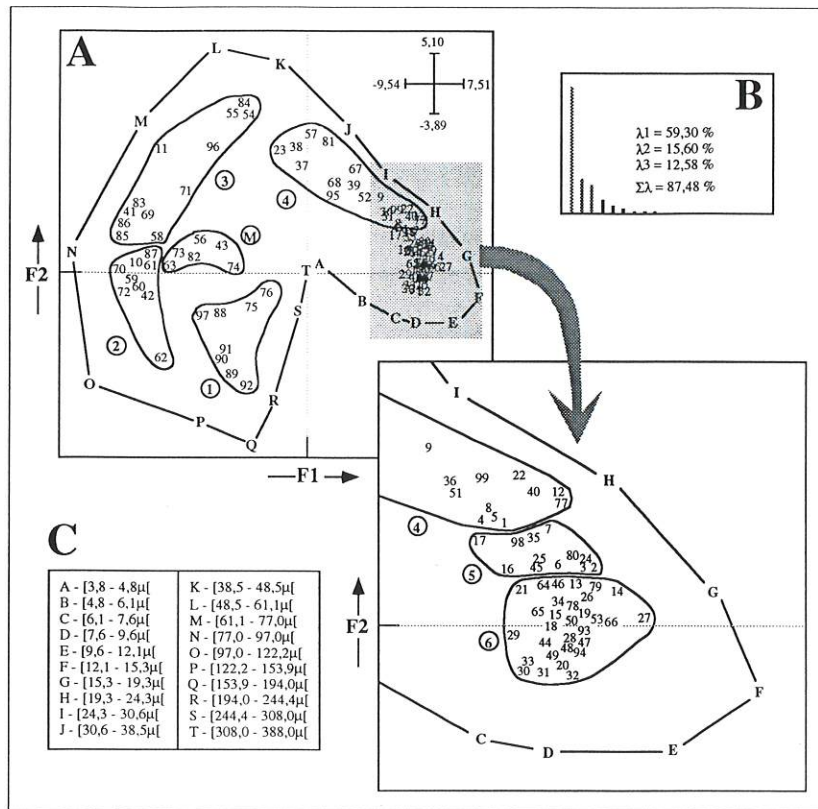 A
B
C
5,10
-9,54
7,51
-3,89
λ1 = 59,30 %
λ2 = 15,60 %
λ3 = 12,58 %
Σλ = 87,48 %
L
K
M
J
I
H
N
G
T A
F
S
B
C
D
E
O
R
P
Q
84
55 54
11
96
71
83
41 69
86
85
58
3
57
23 38 81
37
67
68 39
95 52 9
4
56
43
73
82
63
74
M
87
10
70 61
59
60
72 42
62
2
76
75
97 88
91
90
89
92
1
F2
F1
I
H
G
F
E
D
C
9
36 99 22
51 40 12
77
8
4 5 1
4
7
17 98 35
25 80 24
16 45 6 3 2
5
21 64 46 13 79 14
26
34
65 78
15 19
50 53 66 27
18
29 93
28
44 47
48
49 94
33 20
30 31 32
6
F2
A - [3,8 - 4,8µ[
B - [4,8 - 6,1µ[
C - [6,1 - 7,6µ[
D - [7,6 - 9,6µ[
E - [9,6 - 12,1µ[
F - [12,1 - 15,3µ[
G - [15,3 - 19,3µ[
H - [19,3 - 24,3µ[
I - [24,3 - 30,6µ[
J - [30,6 - 38,5µ[
K - [38,5 - 48,5µ[
L - [48,5 - 61,1µ[
M - [61,1 - 77,0µ[
N - [77,0 - 97,0µ[
O - [97,0 - 122,2µ[
P - [122,2 - 153,9µ[
Q - [153,9 - 194,0µ[
R - [194,0 - 244,4µ[
S - [244,4 - 308,0µ[
T - [308,0 - 388,0µ[